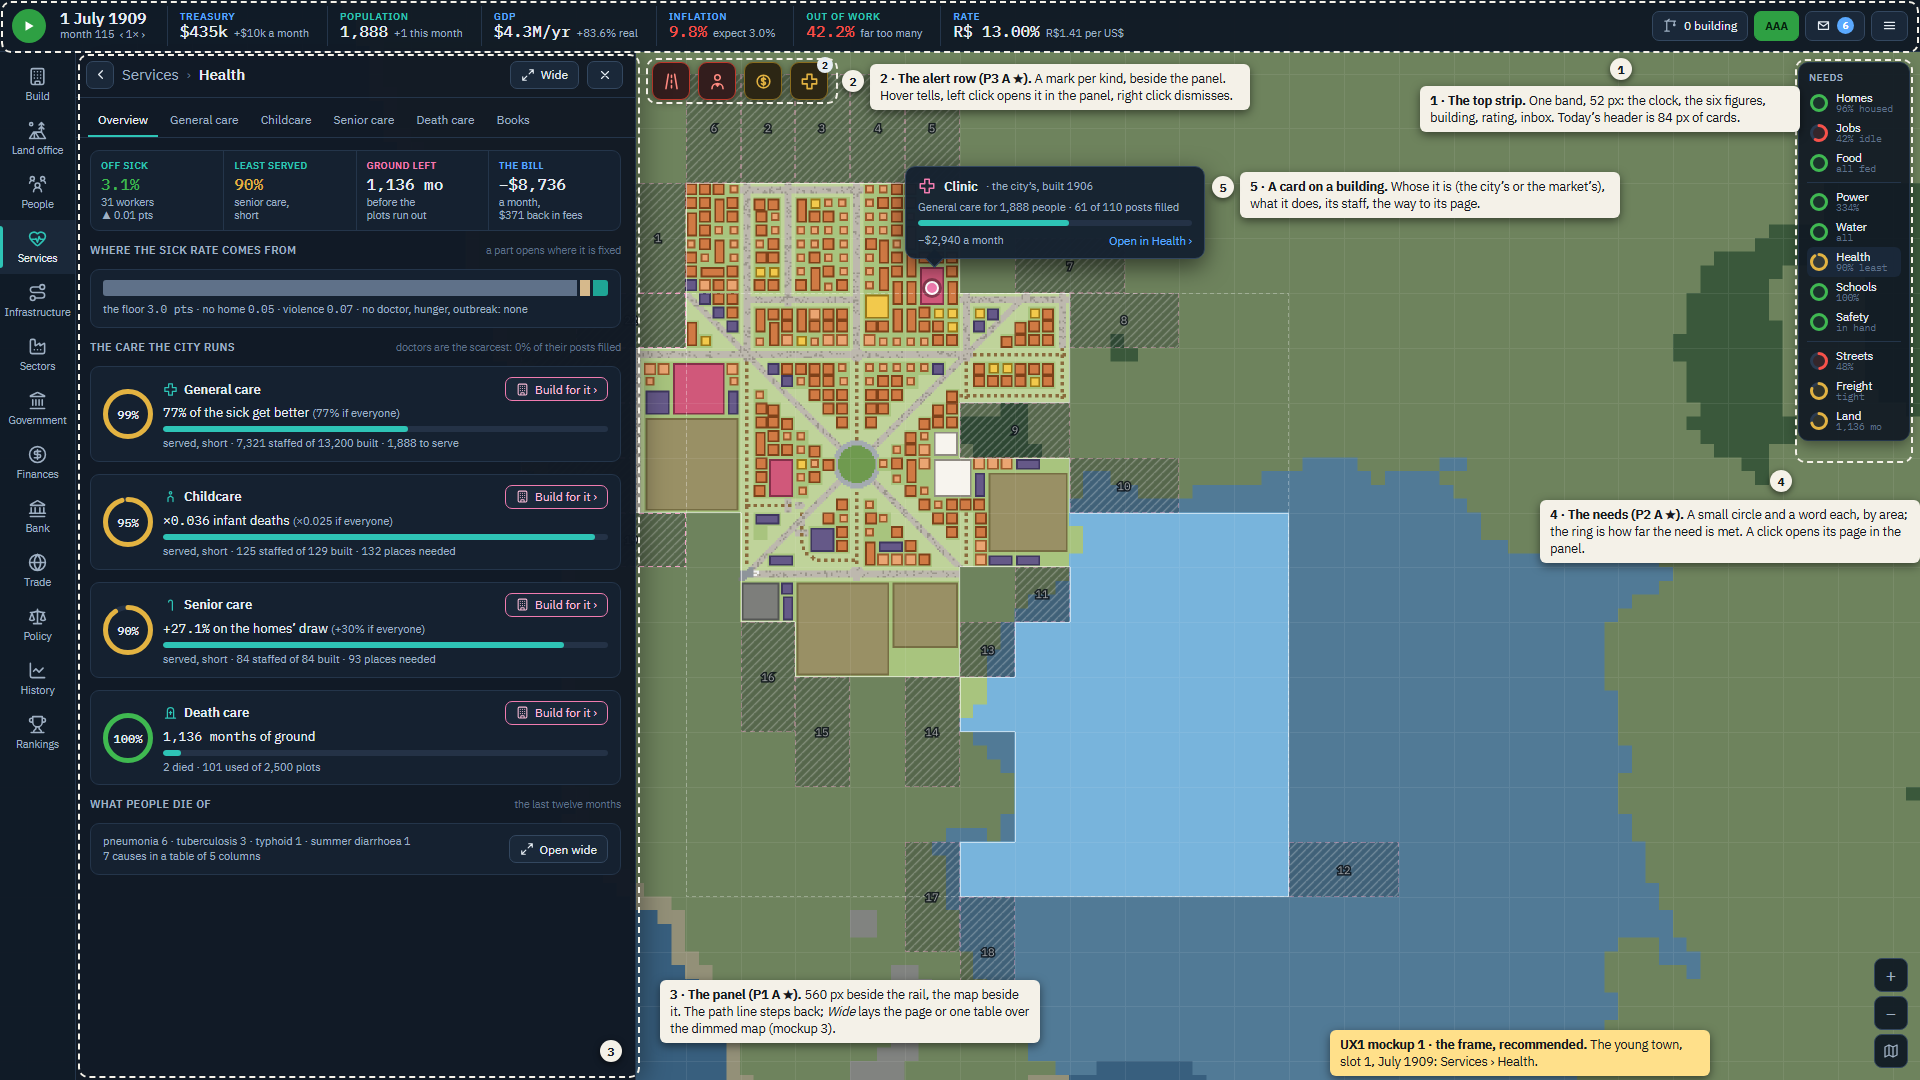 1 July 1909
month 115 ‹ 1× ›
TREASURY
$435k +$10k a month
POPULATION
1,888 +1 this month
GDP
$4.3M/yr +83.6% real
INFLATION
9.8% expect 3.0%
OUT OF WORK
42.2% far too many
RATE
R$ 13.00% R$1.41 per US$
0 building
AAA
6
Build
Land office
People
Services
Infrastructure
Sectors
Government
Finances
Bank
Trade
Policy
History
Rankings
Services › Health
Wide
Overview
General care
Childcare
Senior care
Death care
Books
OFF SICK
3.1%
31 workers
▲ 0.01 pts
LEAST SERVED
90%
senior care,
short
GROUND LEFT
1,136 mo
before the
plots run out
THE BILL
−$8,736
a month,
$371 back in fees
WHERE THE SICK RATE COMES FROM
a part opens where it is fixed
the floor 3.0 pts · no home 0.05 · violence 0.07 · no doctor, hunger, outbreak: none
THE CARE THE CITY RUNS
doctors are the scarcest: 0% of their posts filled
99%
General care
Build for it ›
77% of the sick get better (77% if everyone)
served, short · 7,321 staffed of 13,200 built · 1,888 to serve
95%
Childcare
Build for it ›
×0.036 infant deaths (×0.025 if everyone)
served, short · 125 staffed of 129 built · 132 places needed
90%
Senior care
Build for it ›
+27.1% on the homes’ draw (+30% if everyone)
served, short · 84 staffed of 84 built · 93 places needed
100%
Death care
Build for it ›
1,136 months of ground
2 died · 101 used of 2,500 plots
WHAT PEOPLE DIE OF
the last twelve months
pneumonia 6 · tuberculosis 3 · typhoid 1 · summer diarrhoea 1
7 causes in a table of 5 columns
Open wide
3
2
2
2 · The alert row (P3 A ★). A mark per kind, beside the panel.
Hover tells, left click opens it in the panel, right click dismisses.
1
1 · The top strip. One band, 52 px: the clock, the six figures,
building, rating, inbox. Today’s header is 84 px of cards.
Clinic · the city’s, built 1906
General care for 1,888 people · 61 of 110 posts filled
−$2,940 a month
Open in Health ›
5
5 · A card on a building. Whose it is (the city’s or the market’s),
what it does, its staff, the way to its page.
NEEDS
Homes
96% housed
Jobs
42% idle
Food
all fed
Power
334%
Water
all
Health
90% least
Schools
100%
Safety
in hand
Streets
48%
Freight
tight
Land
1,136 mo
4
4 · The needs (P2 A ★). A small circle and a word each, by area;
the ring is how far the need is met. A click opens its page in the
panel.
6
2
3
4
5
1
7
8
9
10
11
13
16
15
14
12
17
18
3 · The panel (P1 A ★). 560 px beside the rail, the map beside
it. The path line steps back; Wide lays the page or one table over
the dimmed map (mockup 3).
UX1 mockup 1 · the frame, recommended. The young town,
slot 1, July 1909: Services › Health.
+
−